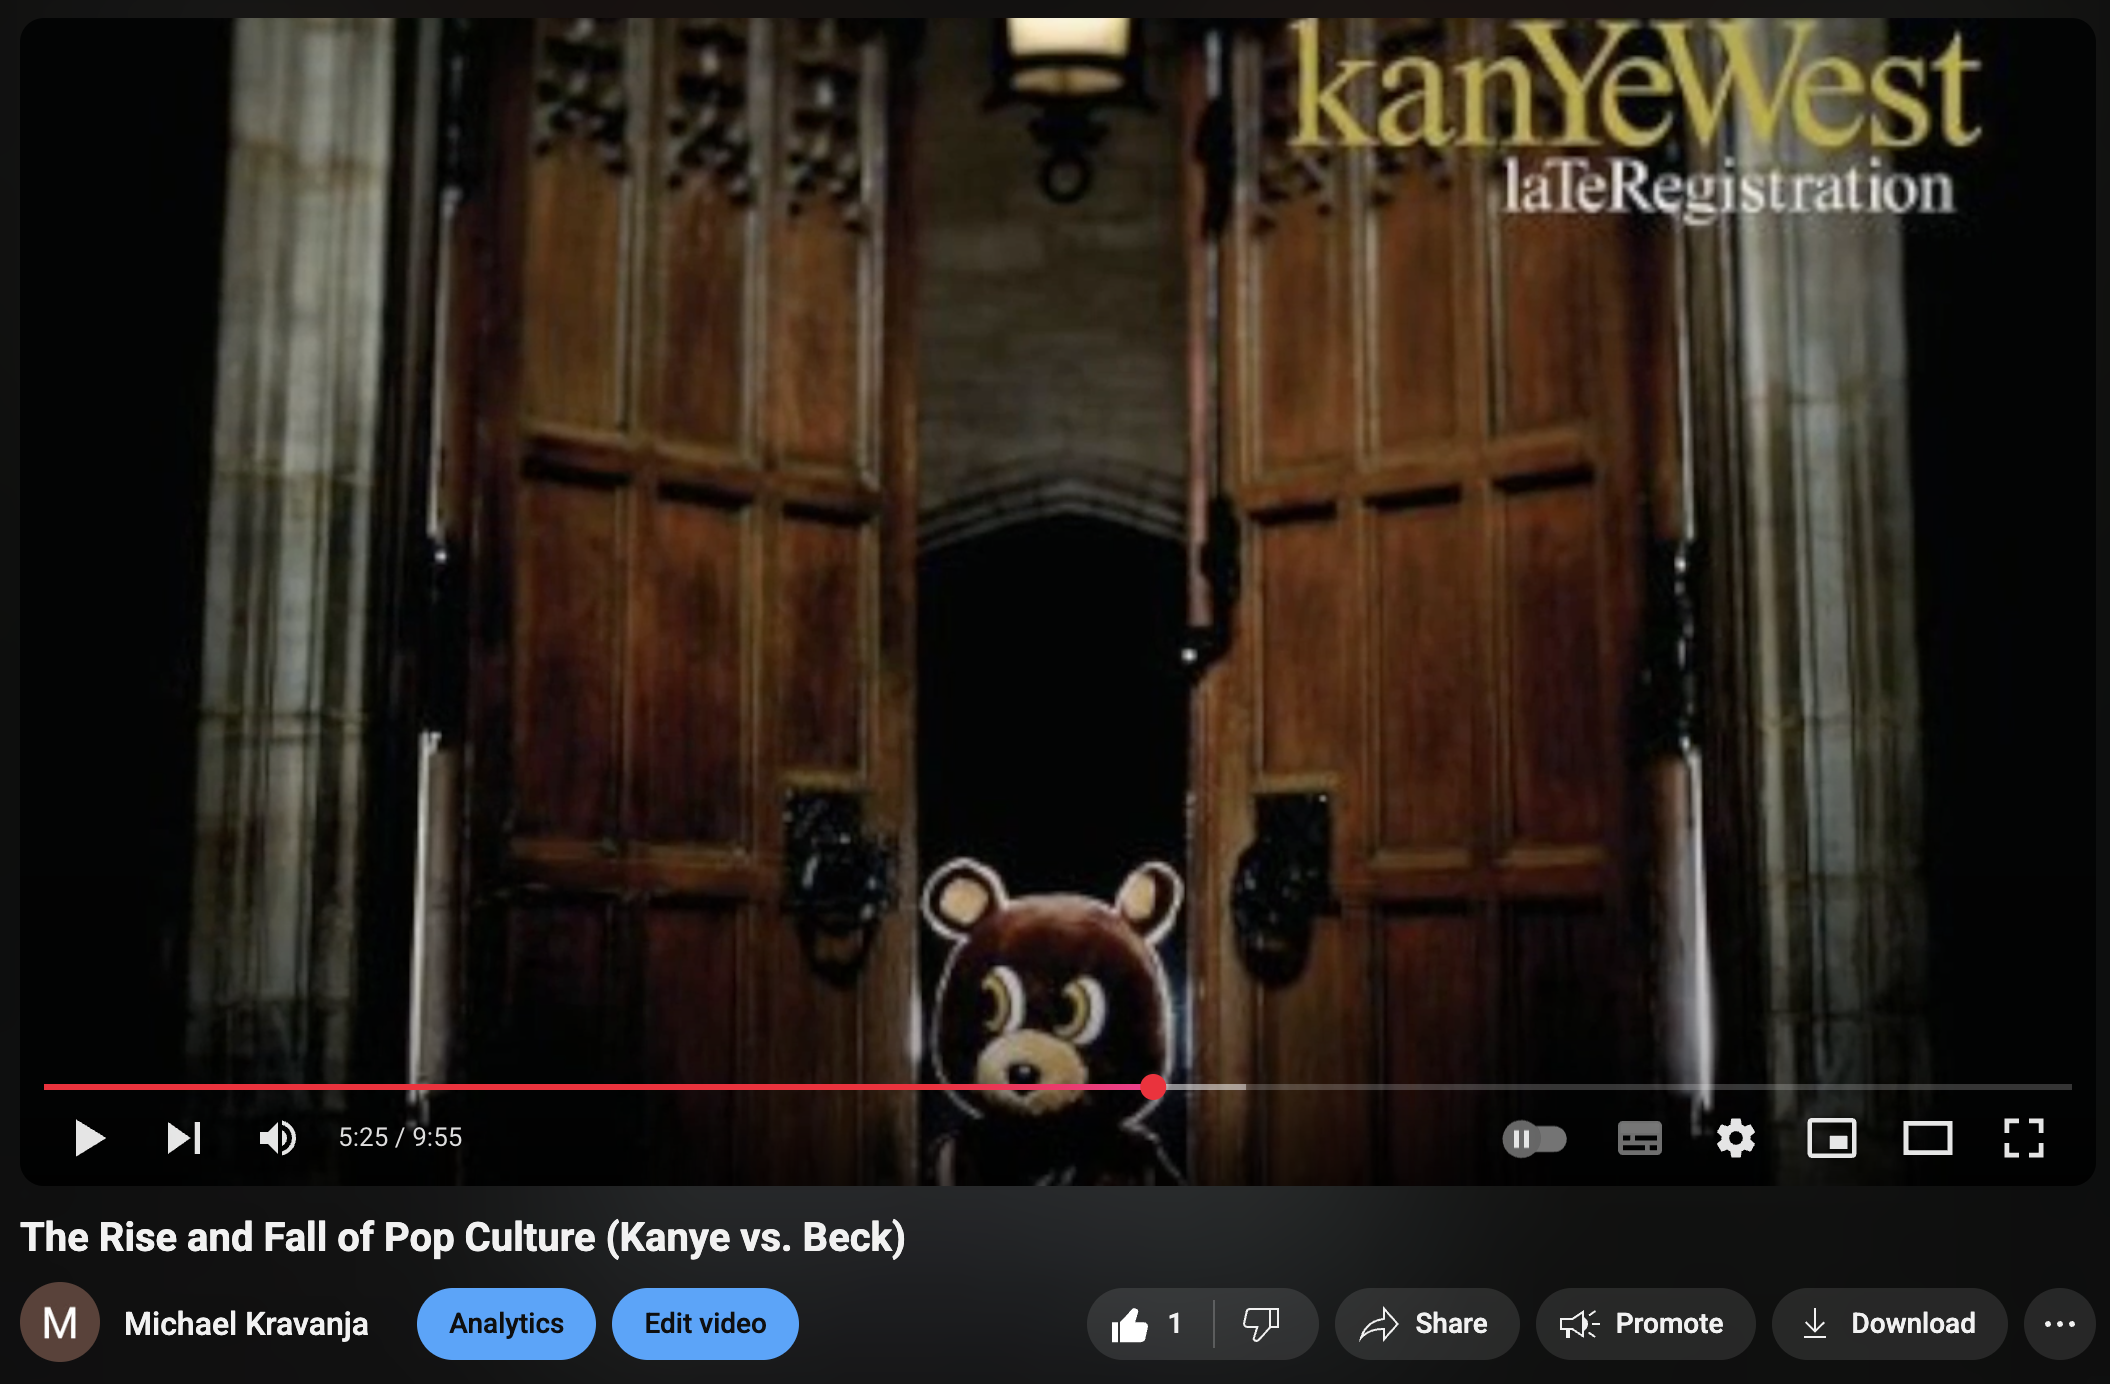 kanYeWest
laTeRegistration
5:25 / 9:55
The Rise and Fall of Pop Culture (Kanye vs. Beck)
M
Michael Kravanja
Analytics
Edit video
1
Share
Promote
Download